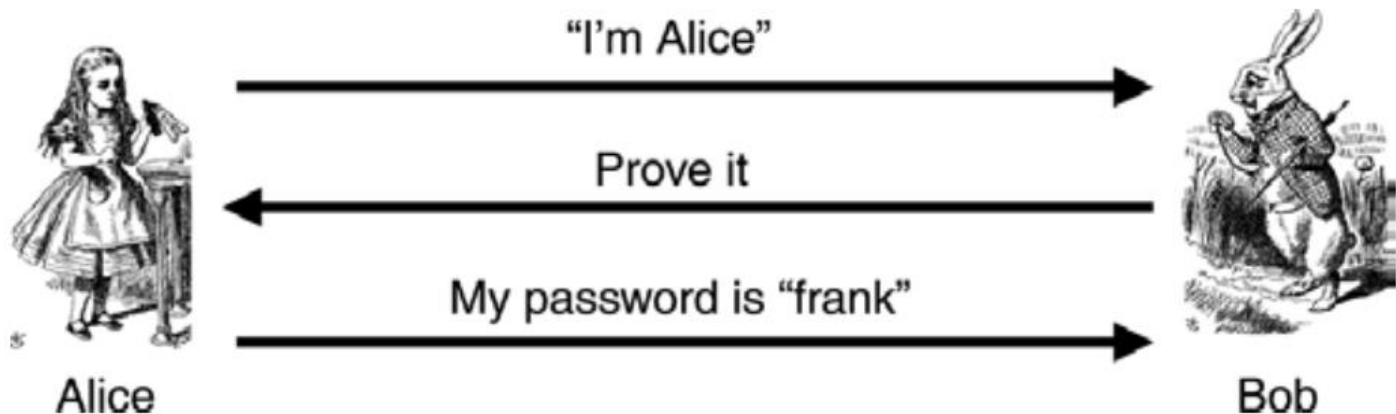 “I’m Alice”
Prove it
My password is “frank”
Alice
Bob